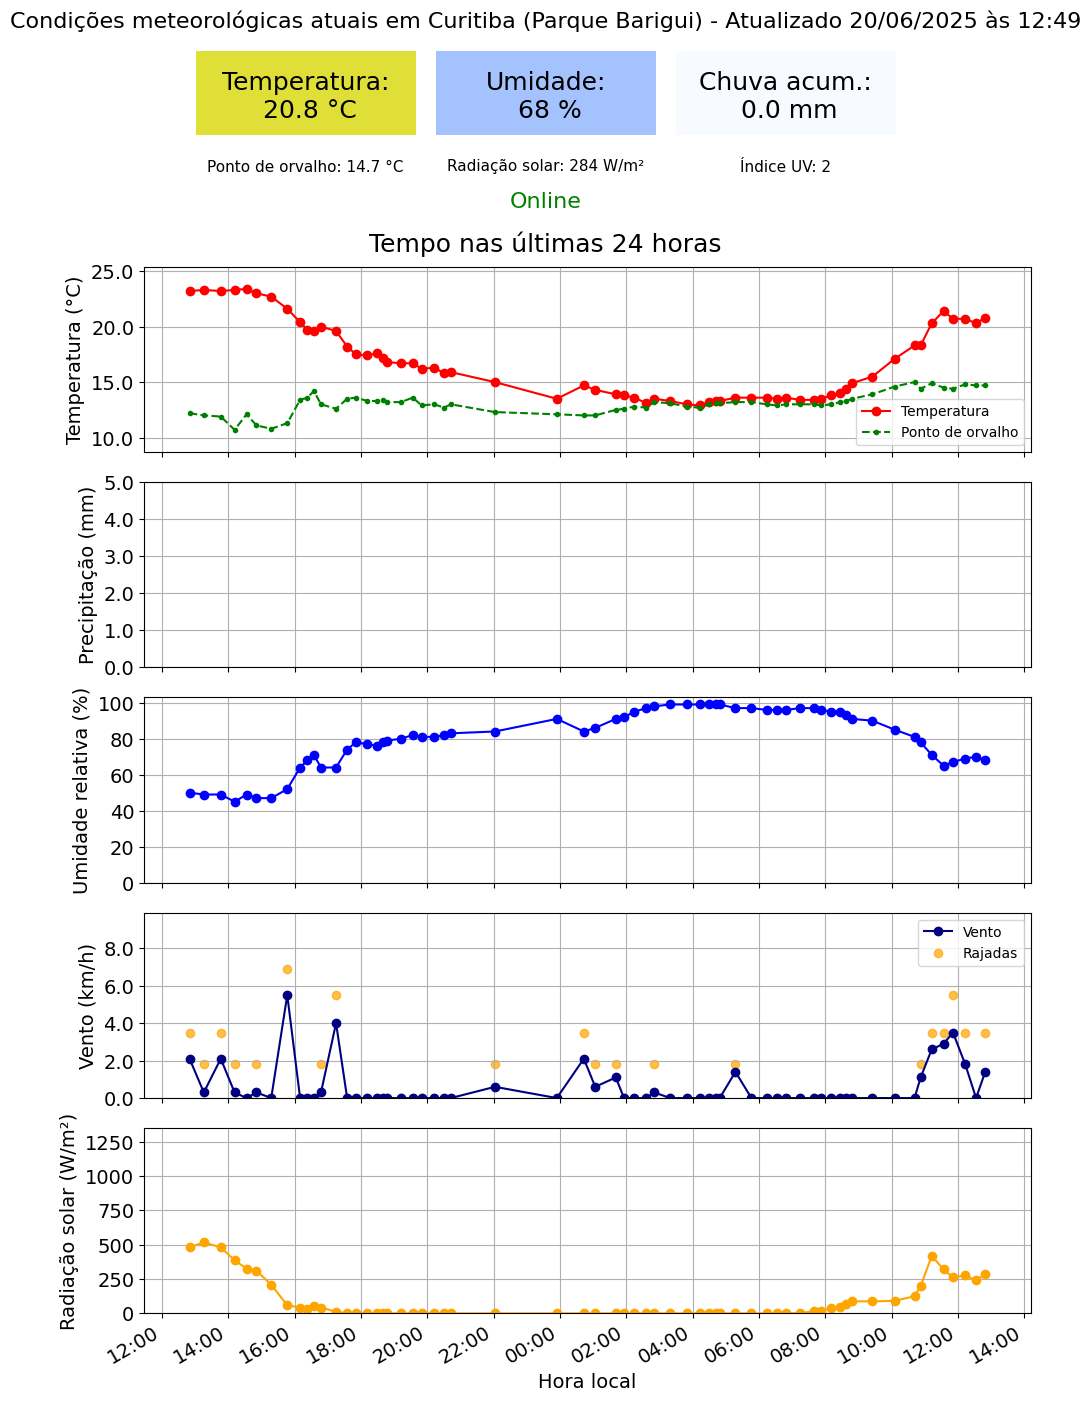 Condições meteorológicas atuais em Curitiba (Parque Barigui) - Atualizado 20/06/2025 às 12:49
Temperatura:
20.8 °C
Umidade:
68 %
Chuva acum.:
0.0 mm
Ponto de orvalho: 14.7 °C
Radiação solar: 284 W/m²
Índice UV: 2
Online
Tempo nas últimas 24 horas
Temperatura (°C)
25.0
20.0
15.0
10.0
Temperatura
Ponto de orvalho
Precipitação (mm)
5.0
4.0
3.0
2.0
1.0
0.0
Umidade relativa (%)
100
80
60
40
20
0
Vento (km/h)
8.0
6.0
4.0
2.0
0.0
Vento
Rajadas
Radiação solar (W/m²)
1250
1000
750
500
250
0
12:00
14:00
16:00
18:00
20:00
22:00
00:00
02:00
04:00
06:00
08:00
10:00
12:00
14:00
Hora local